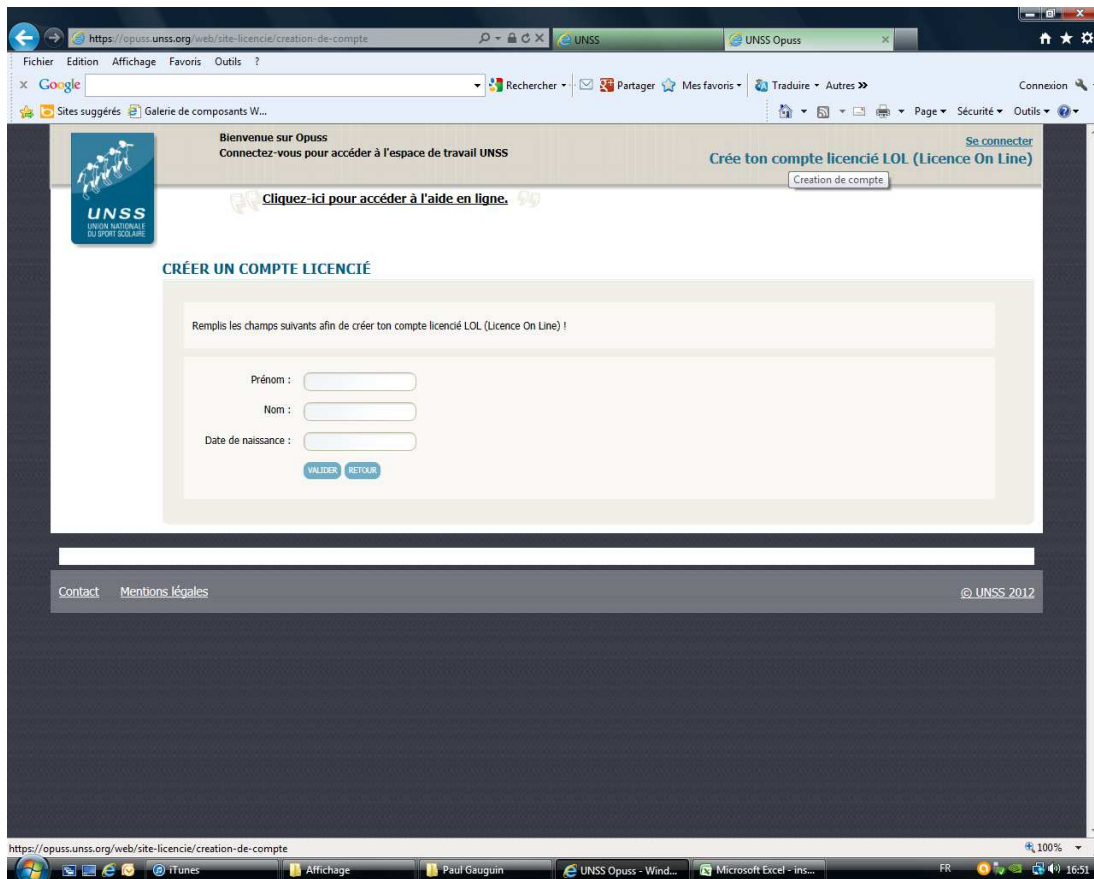 https://opuss.unss.org/web/site-licencie/creation-de-compte
UNSS
UNSS Opuss
Fichier Edition Affichage Favoris Outils ?
x Google
Rechercher
Partager
Mes favoris
Traduire
Autres »
Connexion
Sites suggérés
Galerie de composants W...
Page
Sécurité
Outils
Bienvenue sur Opuss
Connectez-vous pour accéder à l'espace de travail UNSS
Se connecter
Crée ton compte licencié LOL (Licence On Line)
Creation de compte
Cliquez-ici pour accéder à l'aide en ligne.
UNSS
UNION NATIONALE
DU SPORT SCOLAIRE
CRÉER UN COMPTE LICENCIÉ
Remplis les champs suivants afin de créer ton compte licencié LOL (Licence On Line) !
Prénom :
Nom :
Date de naissance :
VALIDER RETOUR
Contact Mentions légales
© UNSS 2012
https://opuss.unss.org/web/site-licencie/creation-de-compte
100%
iTunes
Affichage
Paul Gauguin
UNSS Opuss - Wind...
Microsoft Excel - ins...
FR
16:51